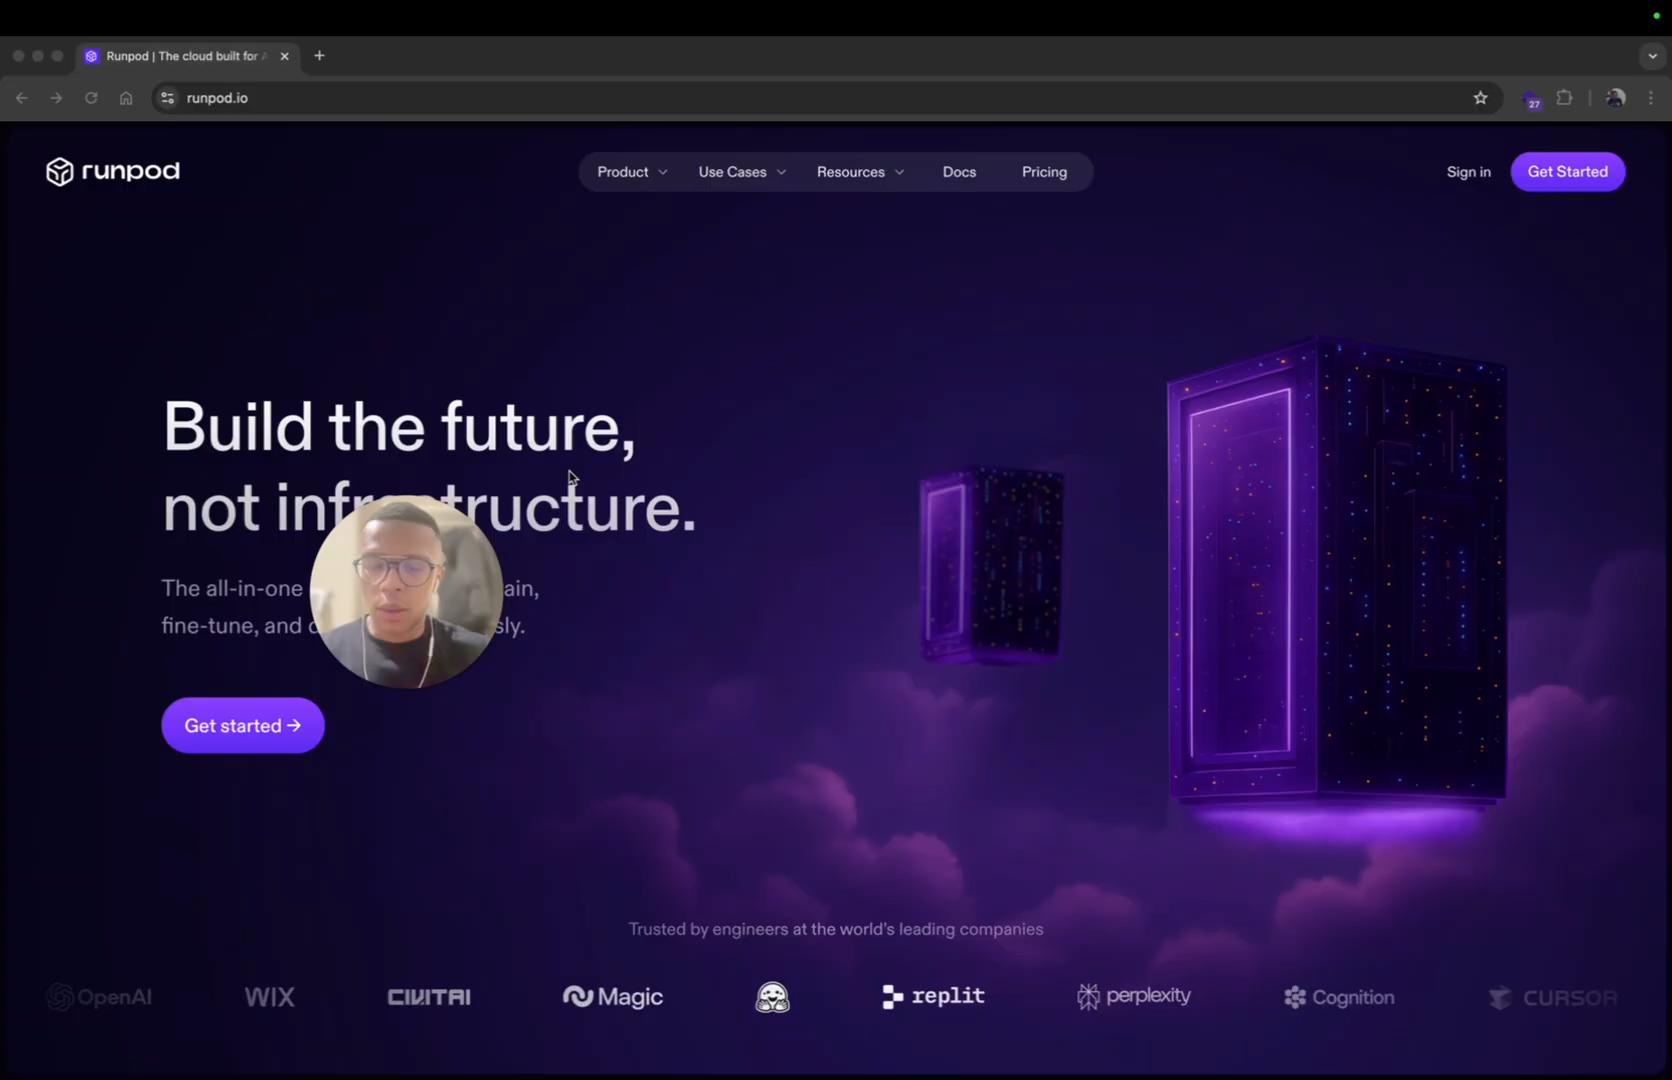 Runpod | The cloud built for
runpod.io
27
runpod
Product
Use Cases
Resources
Docs
Pricing
Sign in
Get Started
Build the future,
not infrastructure.
The all-in-one ain,
fine-tune, and sly.
Get started →
Trusted by engineers at the world's leading companies
OpenAI
WIX
CIVITAI
Magic
replit
perplexity
Cognition
CURSOR